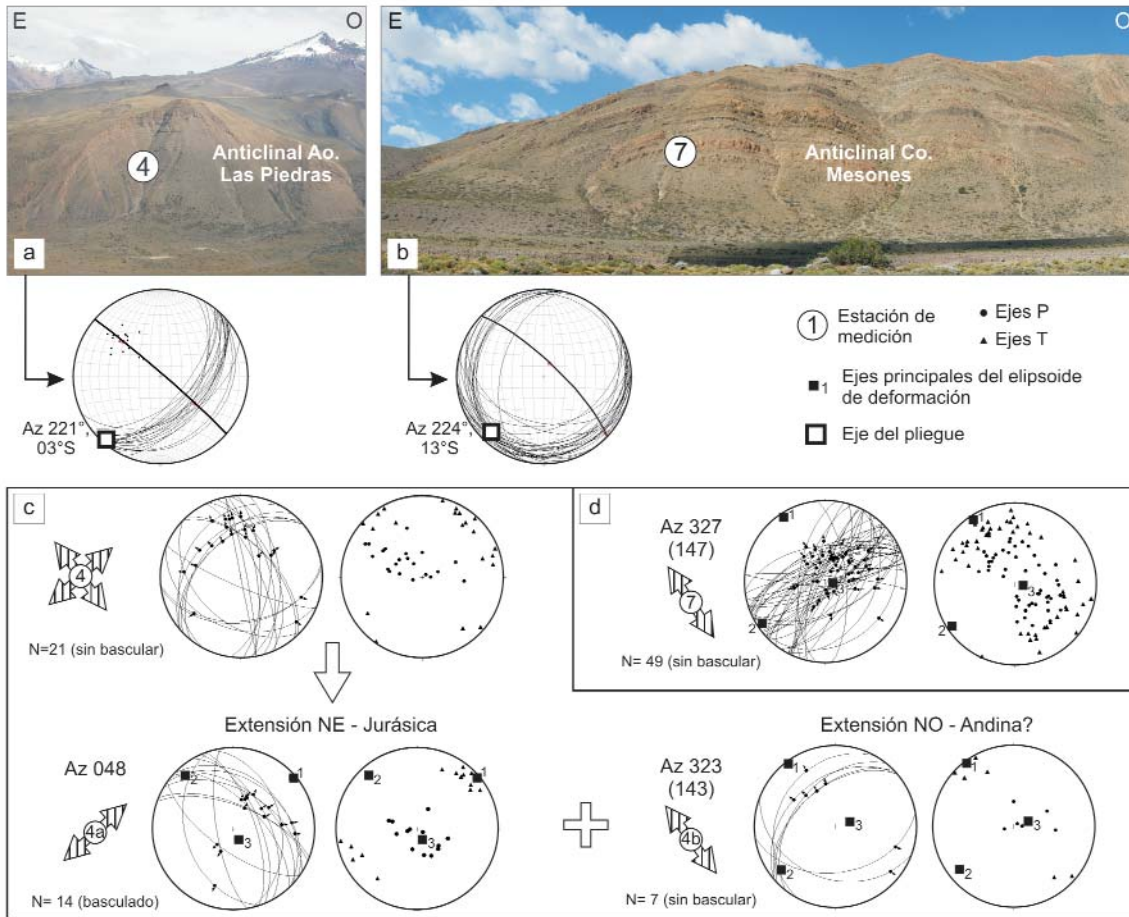 E
O
4
Anticlinal Ao.
Las Piedras
a
E
O
7
Anticlinal Co.
Mesones
b
Az 221°,
03°S
Az 224°,
13°S
1
Estación de
medición
Ejes P
Ejes T
1
Ejes principales del elipsoide
de deformación
Eje del pliegue
c
4
N=21 (sin bascular)
d
Az 327
(147)
7
N= 49 (sin bascular)
1
2
1
2
3
Extensión NE - Jurásica
Az 048
4a
N= 14 (basculado)
2
1
3
2
1
3
Extensión NO - Andina?
Az 323
(143)
4b
N= 7 (sin bascular)
1
3
2
1
3
2